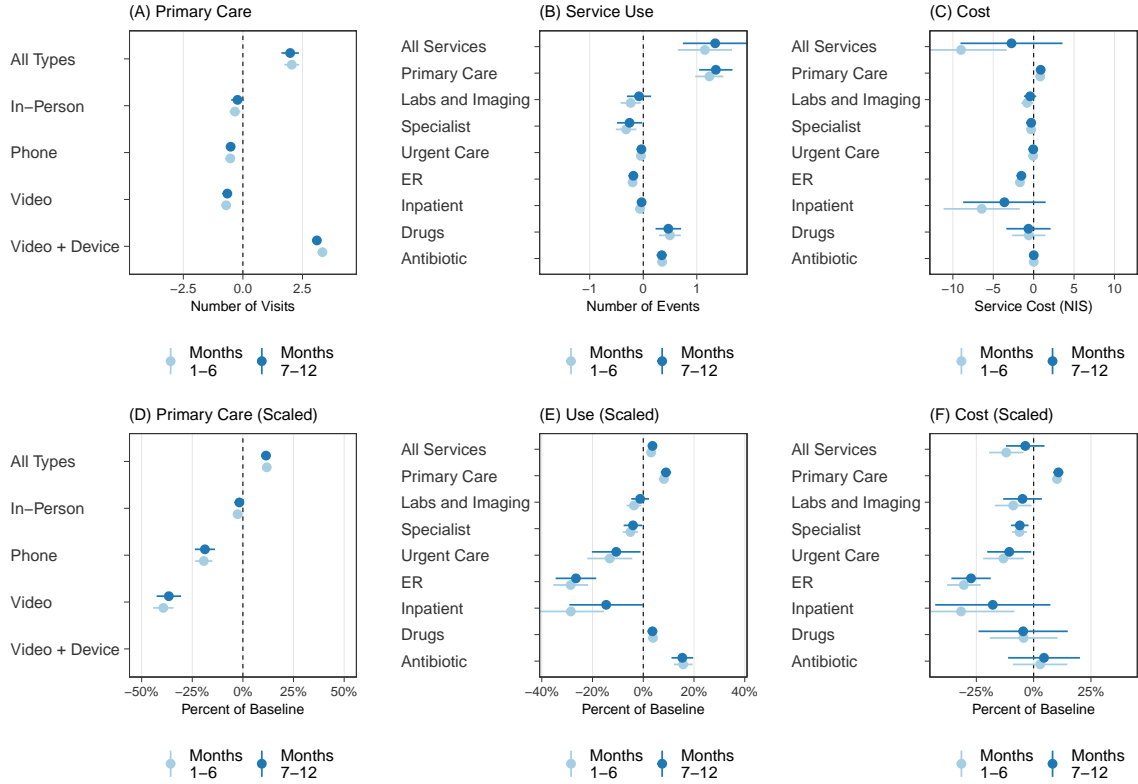 (A) Primary Care
All Types
In−Person
Phone
Video
Video + Device
−2.5 0.0 2.5
Number of Visits
Months 1−6
Months 7−12
(B) Service Use
All Services
Primary Care
Labs and Imaging
Specialist
Urgent Care
ER
Inpatient
Drugs
Antibiotic
−1 0 1
Number of Events
Months 1−6
Months 7−12
(C) Cost
All Services
Primary Care
Labs and Imaging
Specialist
Urgent Care
ER
Inpatient
Drugs
Antibiotic
−10 −5 0 5 10
Service Cost (NIS)
Months 1−6
Months 7−12
(D) Primary Care (Scaled)
All Types
In−Person
Phone
Video
Video + Device
−50% −25% 0% 25% 50%
Percent of Baseline
Months 1−6
Months 7−12
(E) Use (Scaled)
All Services
Primary Care
Labs and Imaging
Specialist
Urgent Care
ER
Inpatient
Drugs
Antibiotic
−40% −20% 0% 20% 40%
Percent of Baseline
Months 1−6
Months 7−12
(F) Cost (Scaled)
All Services
Primary Care
Labs and Imaging
Specialist
Urgent Care
ER
Inpatient
Drugs
Antibiotic
−25% 0% 25%
Percent of Baseline
Months 1−6
Months 7−12